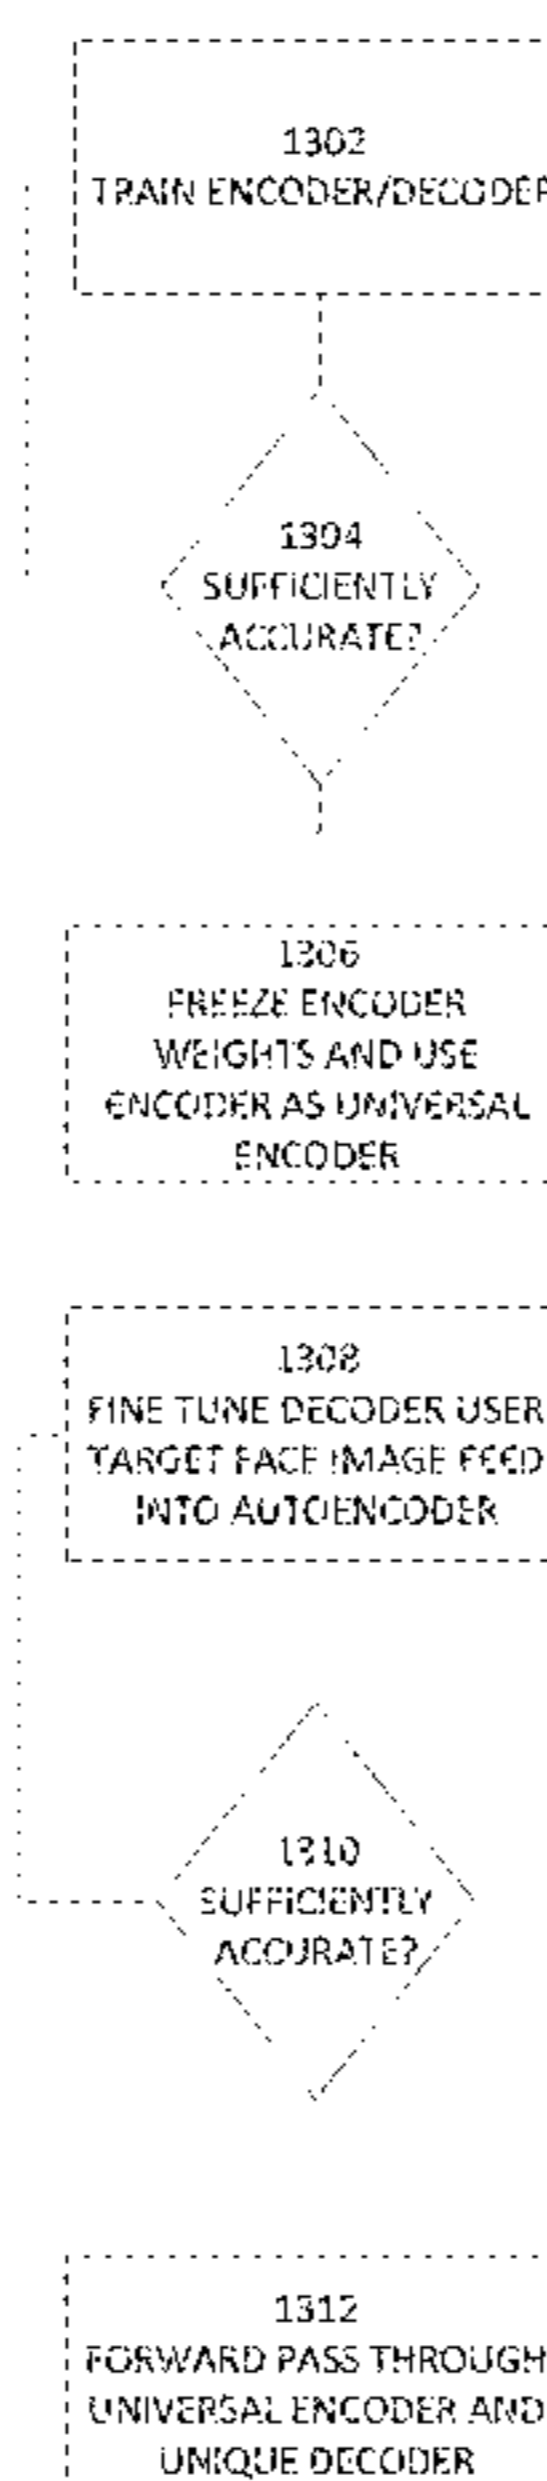 1302
TRAIN ENCODER/DECODER
1304
SUFFICIENTLY
ACCURATE?
1306
FREEZE ENCODER
WEIGHTS AND USE
ENCODER AS UNIVERSAL
ENCODER
1308
FINE TUNE DECODER USER
TARGET FACE IMAGE FEED
INTO AUTOENCODER
1310
SUFFICIENTLY
ACCURATE?
1312
FORWARD PASS THROUGH
UNIVERSAL ENCODER AND
UNIQUE DECODER